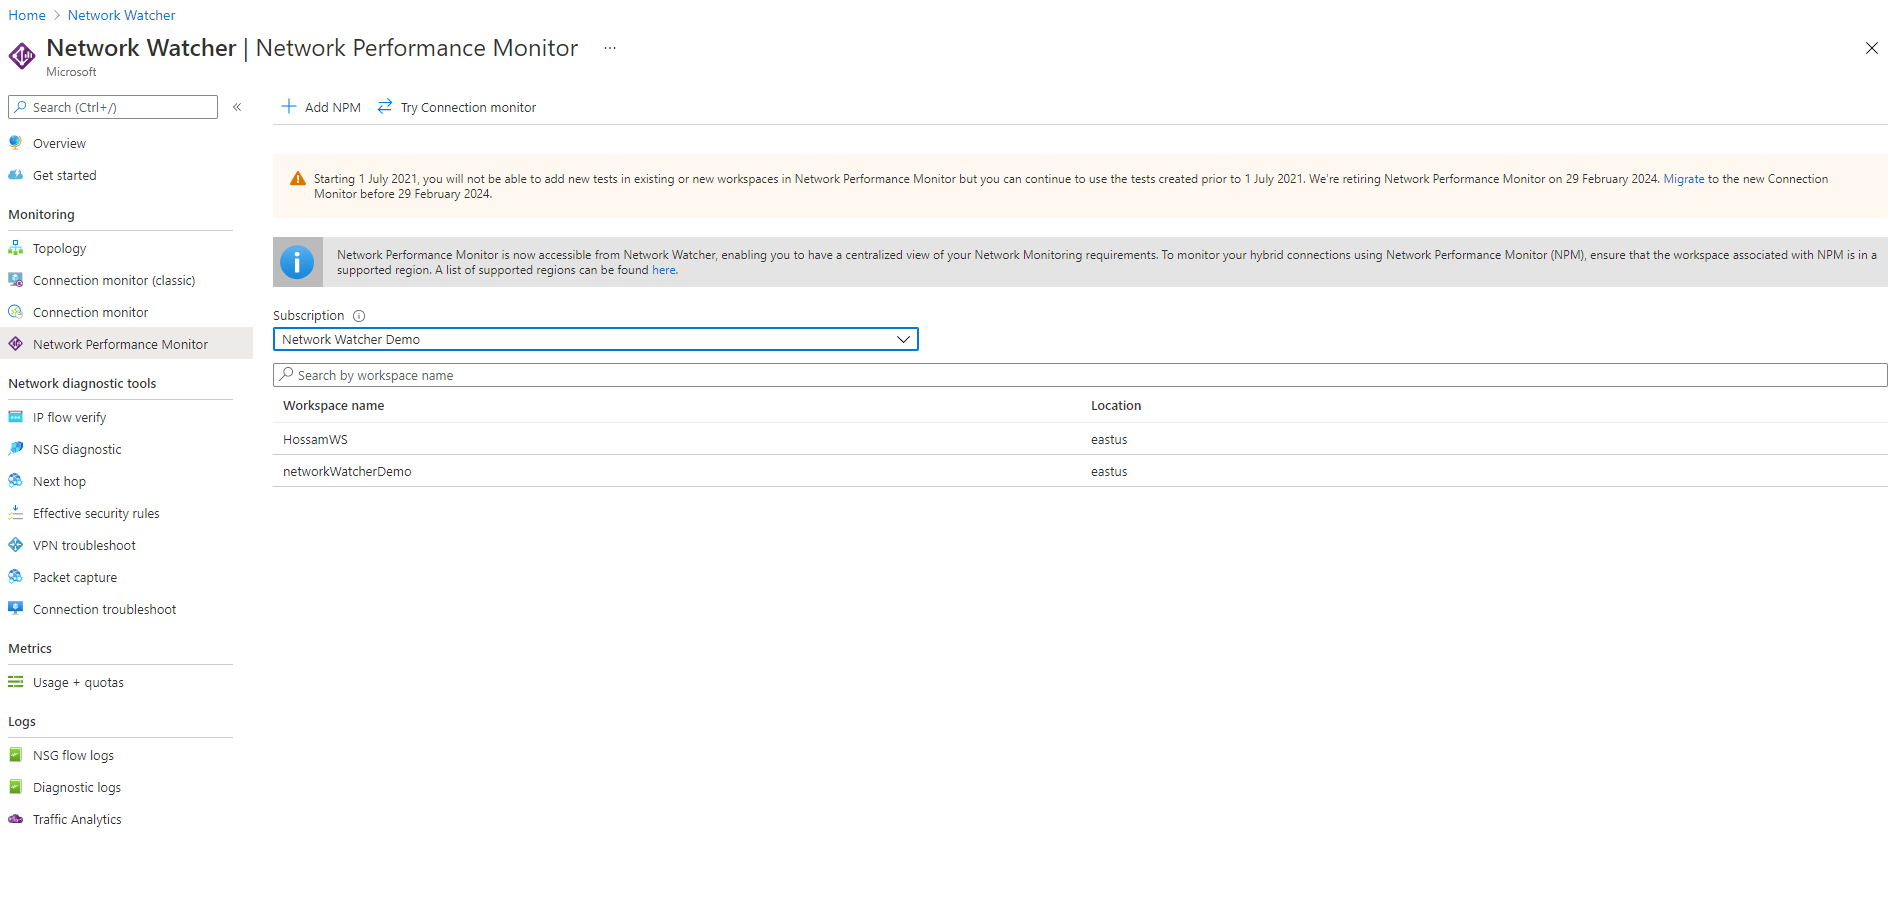 Home > Network Watcher
Network Watcher | Network Performance Monitor ...
Microsoft
Search (Ctrl+/)
«
Overview
Get started
Monitoring
Topology
Connection monitor (classic)
Connection monitor
Network Performance Monitor
Network diagnostic tools
IP flow verify
NSG diagnostic
Next hop
Effective security rules
VPN troubleshoot
Packet capture
Connection troubleshoot
Metrics
Usage + quotas
Logs
NSG flow logs
Diagnostic logs
Traffic Analytics
Add NPM Try Connection monitor
Starting 1 July 2021, you will not be able to add new tests in existing or new workspaces in Network Performance Monitor but you can continue to use the tests created prior to 1 July 2021. We're retiring Network Performance Monitor on 29 February 2024. Migrate to the new Connection
Monitor before 29 February 2024.
Network Performance Monitor is now accessible from Network Watcher, enabling you to have a centralized view of your Network Monitoring requirements. To monitor your hybrid connections using Network Performance Monitor (NPM), ensure that the workspace associated with NPM is in a
supported region. A list of supported regions can be found here.
Subscription
Network Watcher Demo
Search by workspace name
Workspace name Location
HossamWS eastus
networkWatcherDemo eastus